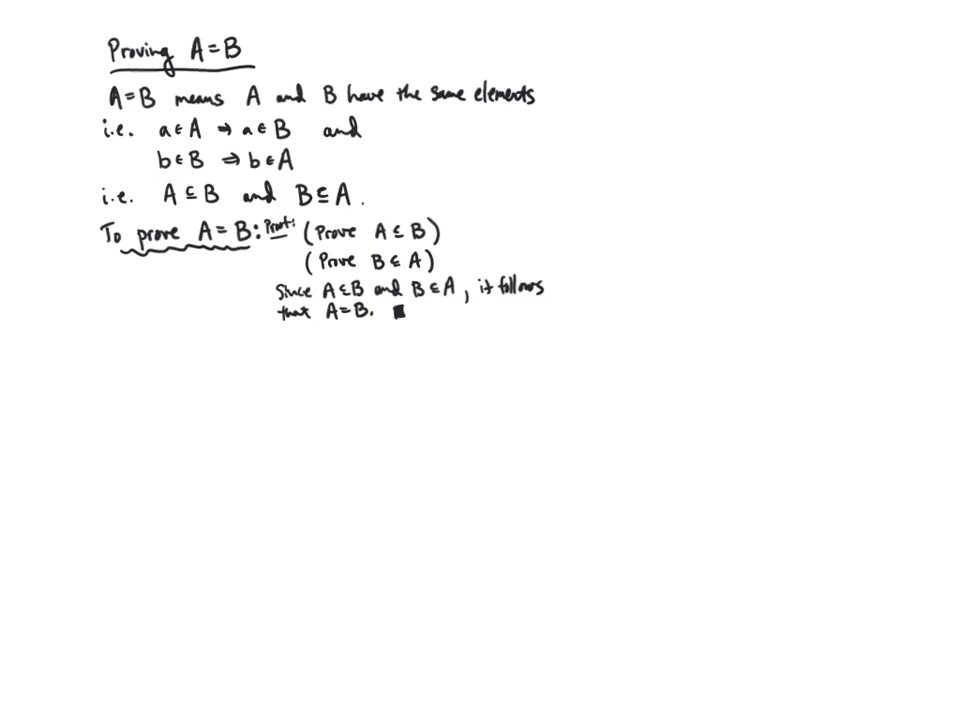 Proving A=B
A=B means A and B have the same elements
i.e. a∈A ⇒ a∈B and
b∈B ⇒ b∈A
i.e. A⊆B and B⊆A.
To prove A=B: Proof: (Prove A⊆B)
(Prove B⊆A)
Since A⊆B and B⊆A, it follows
that A=B. ■